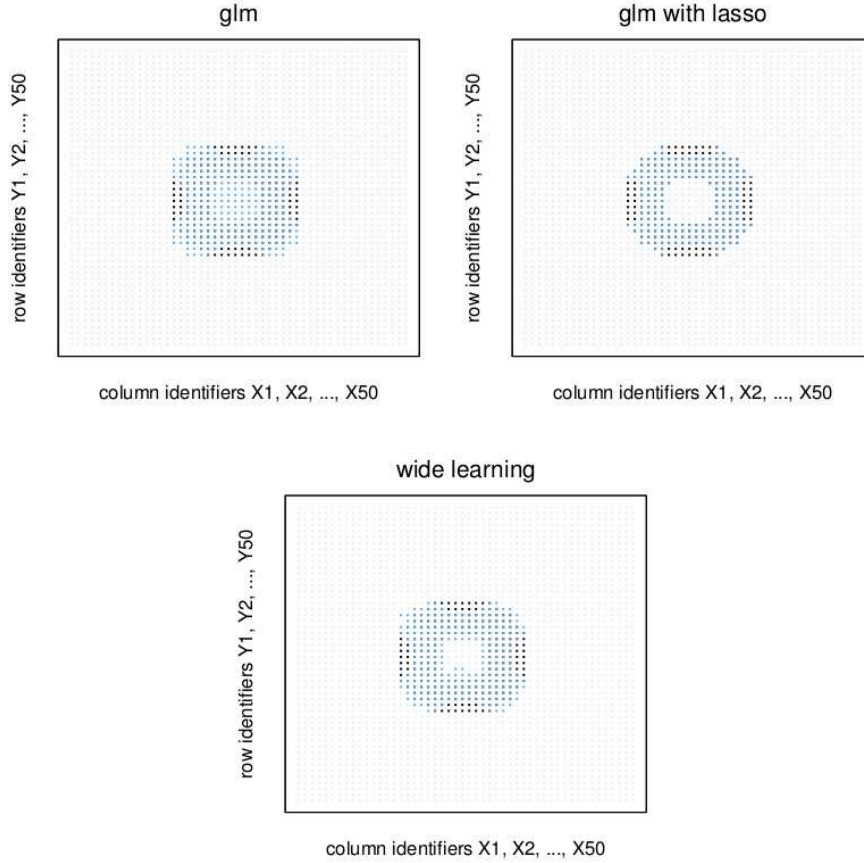 glm
glm with lasso
row identifiers Y1, Y2, ..., Y50
row identifiers Y1, Y2, ..., Y50
column identifiers X1, X2, ..., X50
column identifiers X1, X2, ..., X50
wide learning
row identifiers Y1, Y2, ..., Y50
column identifiers X1, X2, ..., X50